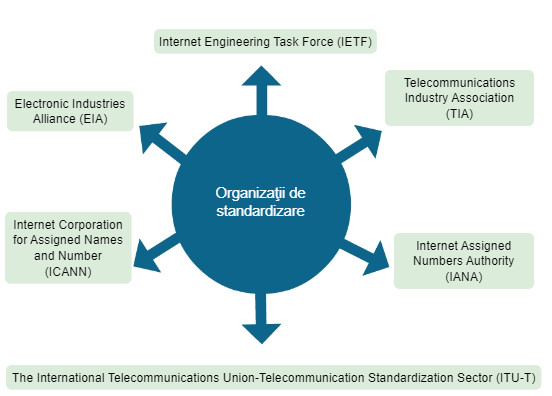 Internet Engineering Task Force (IETF)
Telecommunications
Industry Association
(TIA)
Electronic Industries
Alliance (EIA)
Organizaţii de
standardizare
Internet Corporation
for Assigned Names
and Number
(ICANN)
Internet Assigned
Numbers Authority
(IANA)
The International Telecommunications Union-Telecommunication Standardization Sector (ITU-T)